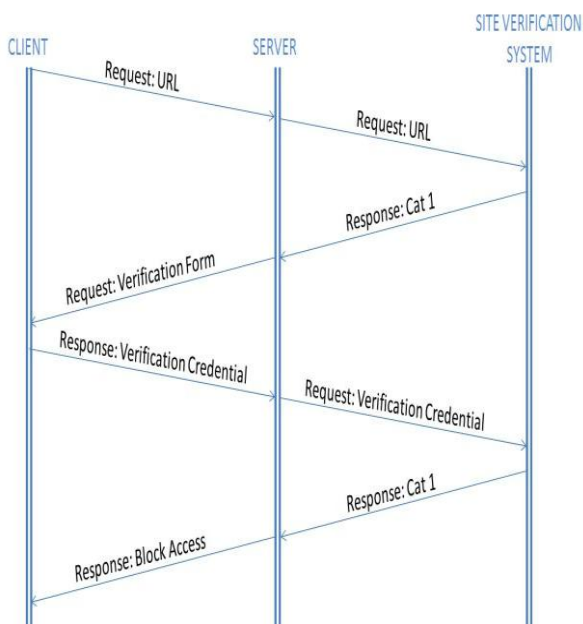 SITE VERIFICATION
SYSTEM
CLIENT
SERVER
Request: URL
Request: URL
Response: Cat 1
Request: Verification Form
Response: Verification Credential
Request: Verification Credential
Response: Cat 1
Response: Block Access